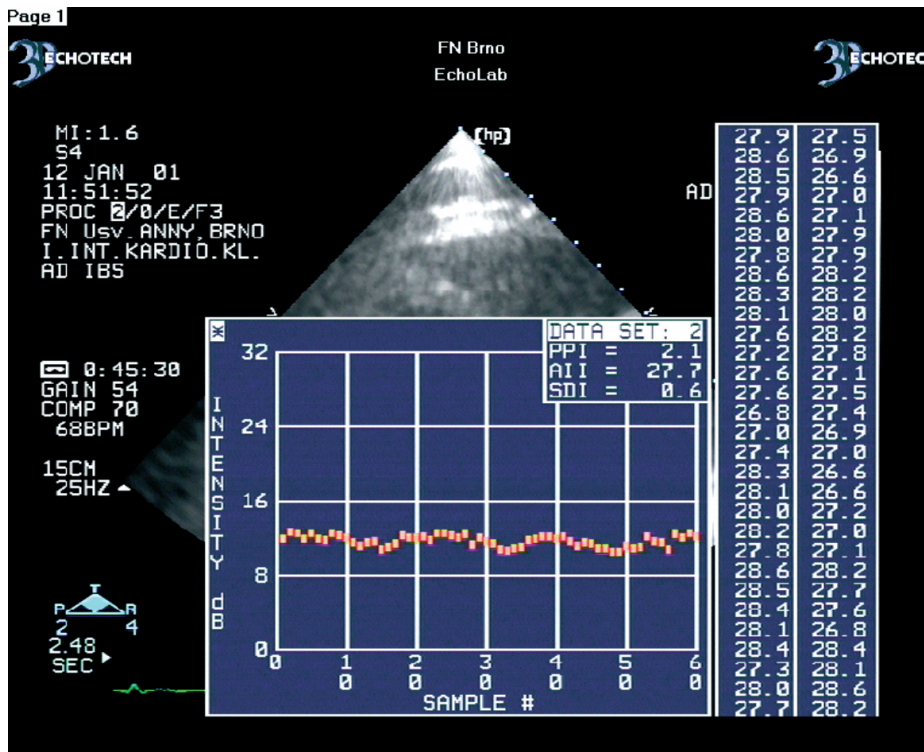 Page 1
3D ECHOTECH
FN Brno
EchoLab
3D ECHOTEC
[hp]
MI:1.6
S4
12 JAN 01
11:51:52
PROC 2/0/E/F3
FN Usv.ANNY,BRNO
I.INT.KARDIO.KL.
AD IBS
AD
0:45:30
GAIN 54
COMP 70
68BPM
15CM
25HZ
T
P R
2 4
2.48
SEC
*
DATA SET: 2
PPI = 2.1
AII = 27.7
SDI = 0.6
INTENSITY dB
32
24
16
8
0
0 10 20 30 40 50 60
SAMPLE #
27.9 27.5
28.6 26.9
28.5 26.6
27.9 27.0
28.6 27.1
28.0 27.9
27.8 27.9
28.6 28.2
28.3 28.2
28.1 28.0
27.6 28.2
27.2 27.8
27.6 27.1
27.6 27.5
26.8 27.4
27.0 26.9
27.4 27.0
28.3 26.6
28.1 26.6
28.0 27.2
28.2 27.0
27.8 27.1
28.6 28.2
28.5 27.7
28.4 27.6
28.1 26.8
28.4 28.4
27.3 28.1
28.0 28.6
27.7 28.2